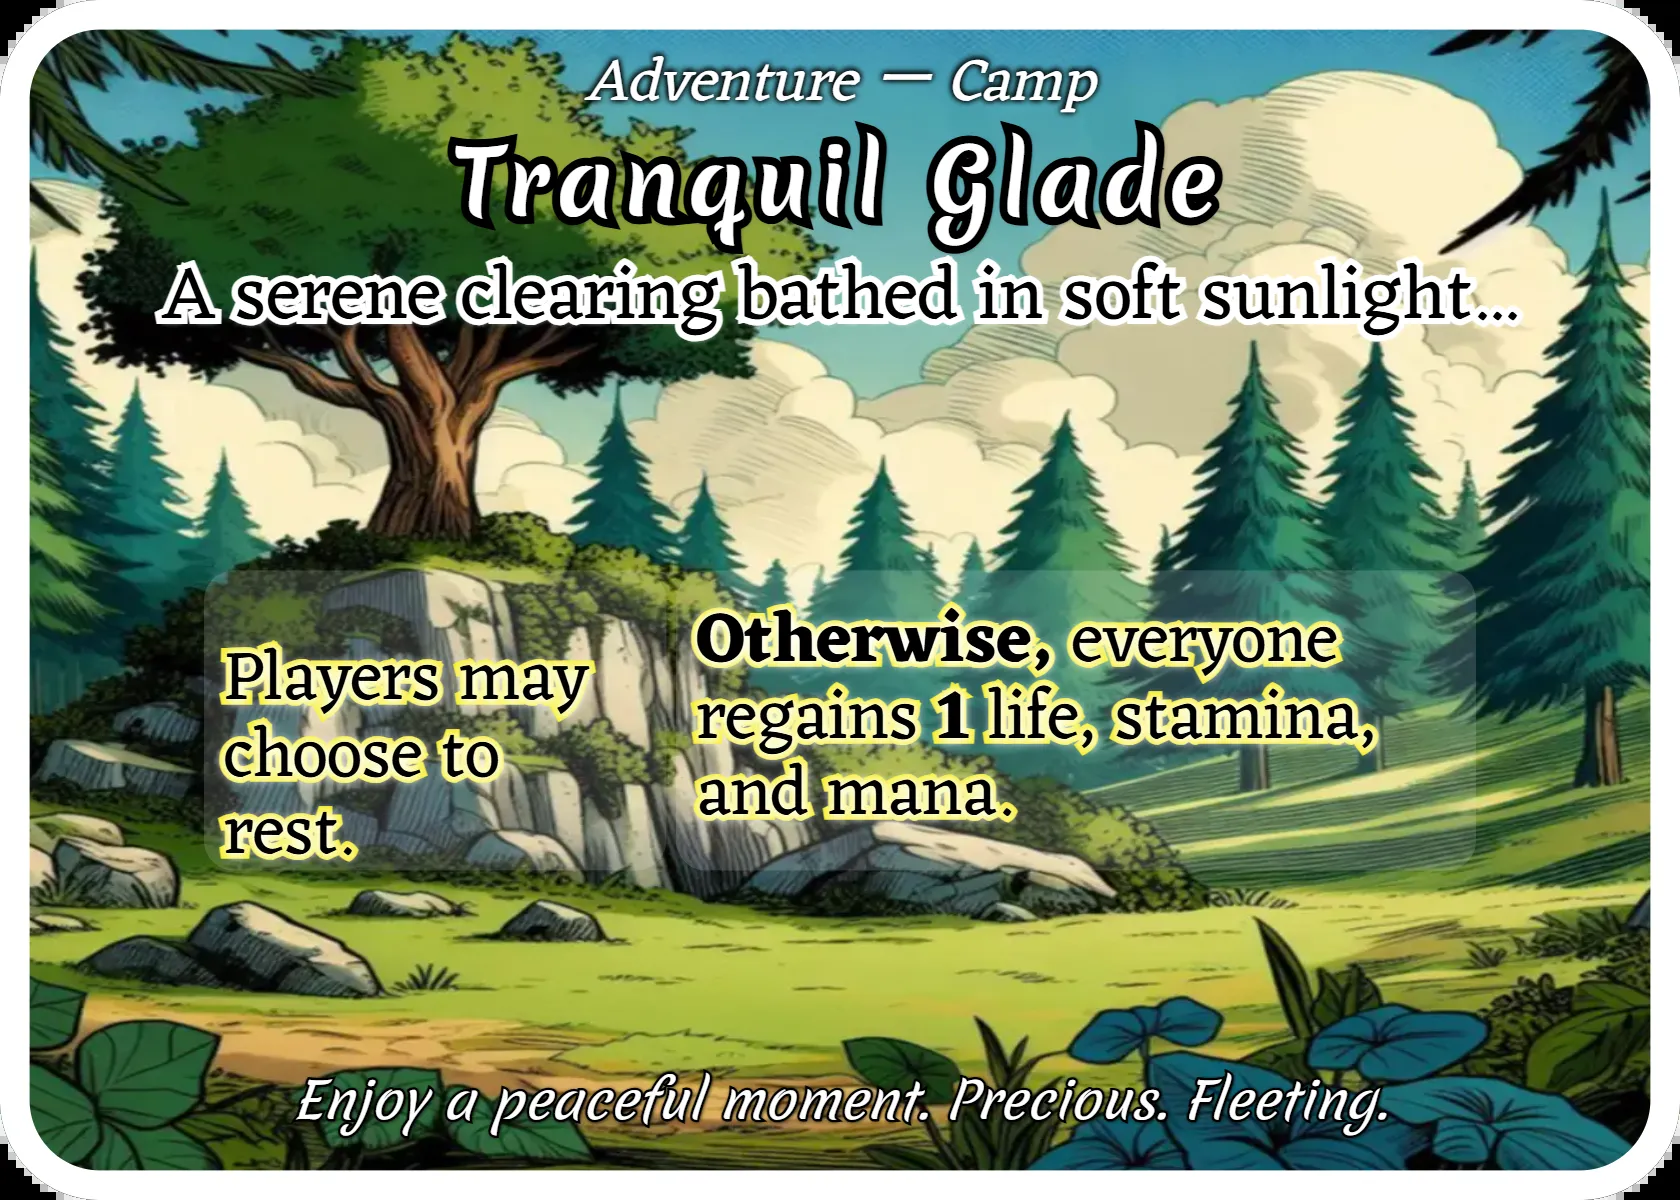 Adventure — Camp
Tranquil Glade
A serene clearing bathed in soft sunlight...
Players may
choose to
rest.
Otherwise, everyone
regains 1 life, stamina,
and mana.
Enjoy a peaceful moment. Precious. Fleeting.